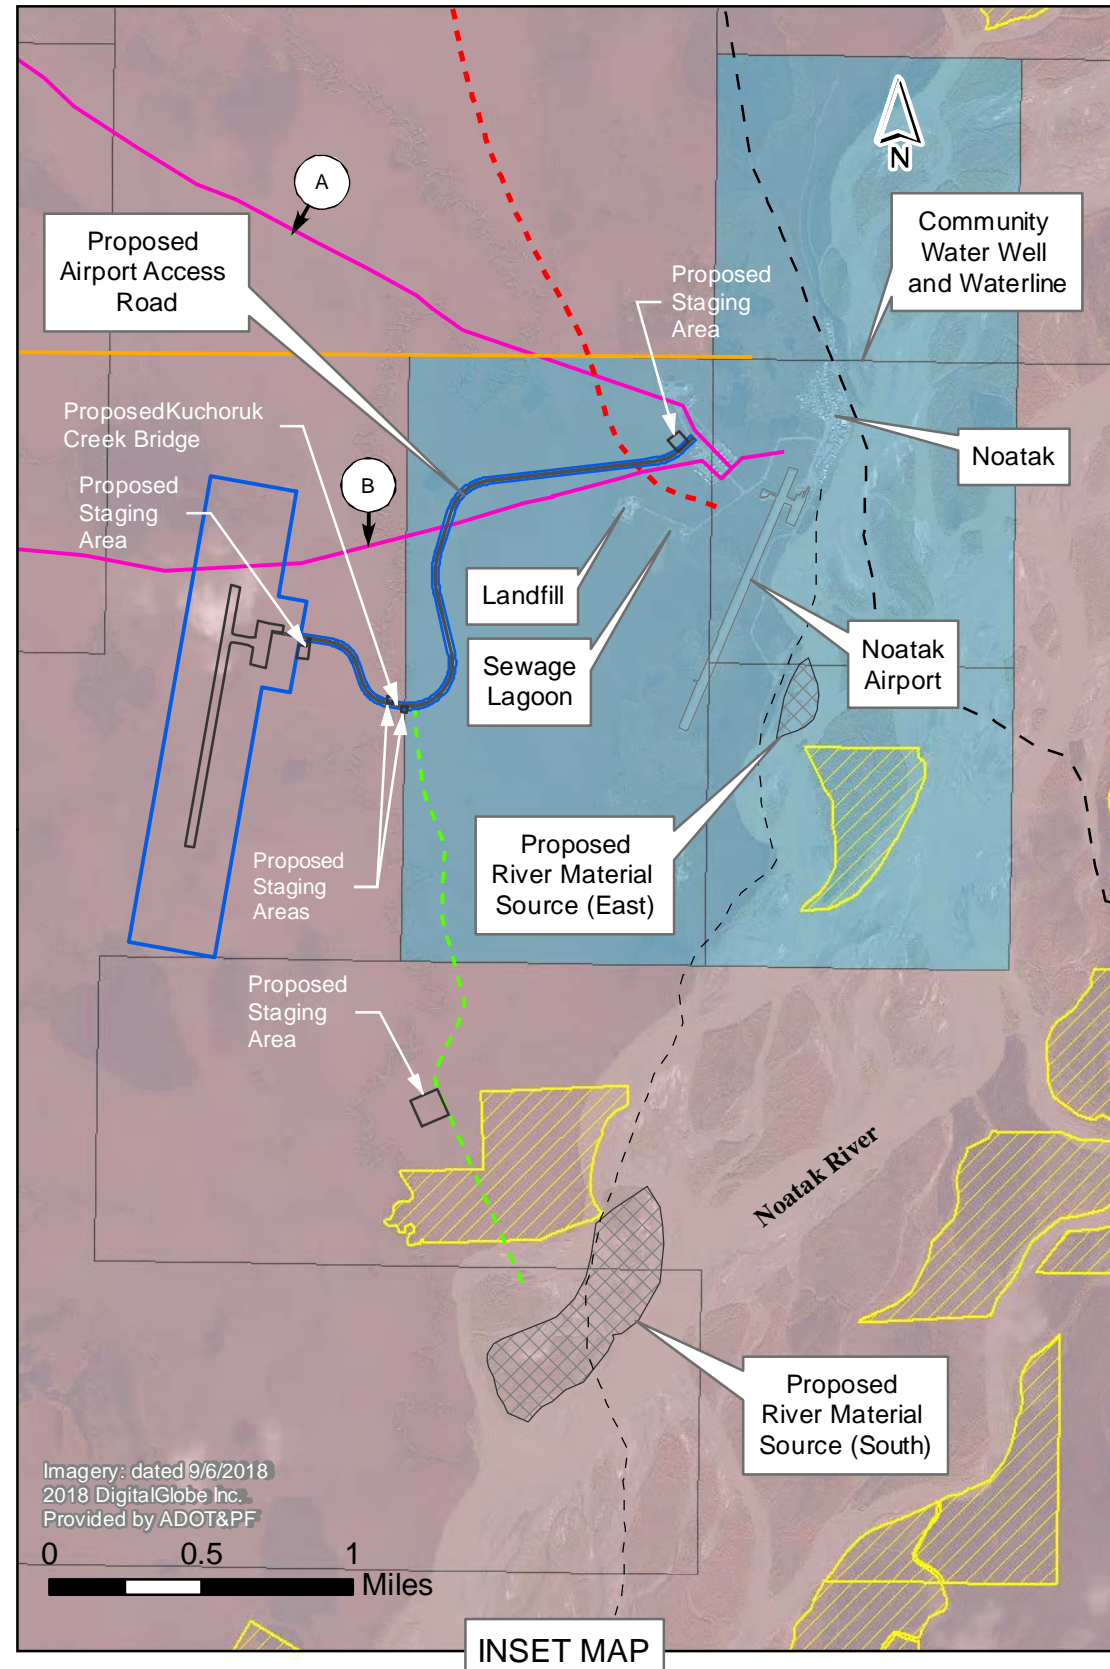 N
A
Proposed
Airport Access
Road
Community
Water Well
and Waterline
Proposed
Staging
Area
ProposedKuchoruk
Creek Bridge
Noatak
Proposed
Staging
Area
B
Landfill
Sewage
Lagoon
Noatak
Airport
Proposed
River Material
Source (East)
Proposed
Staging
Areas
Proposed
Staging
Area
Noatak River
Proposed
River Material
Source (South)
Imagery: dated 9/6/2018
2018 DigitalGlobe Inc.
Provided by ADOT&PF
0 0.5 1
Miles
INSET MAP